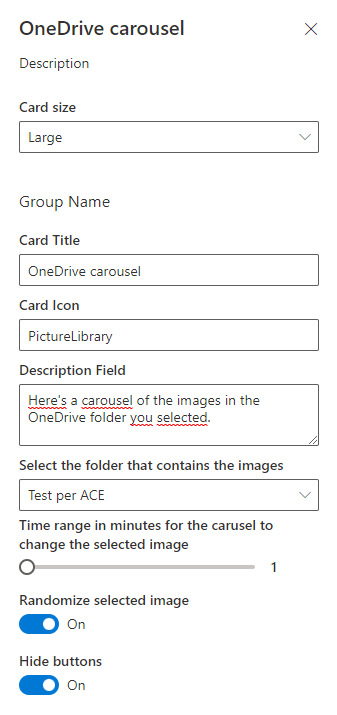 OneDrive carousel
Description
Card size
Large
Group Name
Card Title
OneDrive carousel
Card Icon
PictureLibrary
Description Field
Here's a carousel of the images in the
OneDrive folder you selected.
Select the folder that contains the images
Test per ACE
Time range in minutes for the carusel to
change the selected image
1
Randomize selected image
On
Hide buttons
On